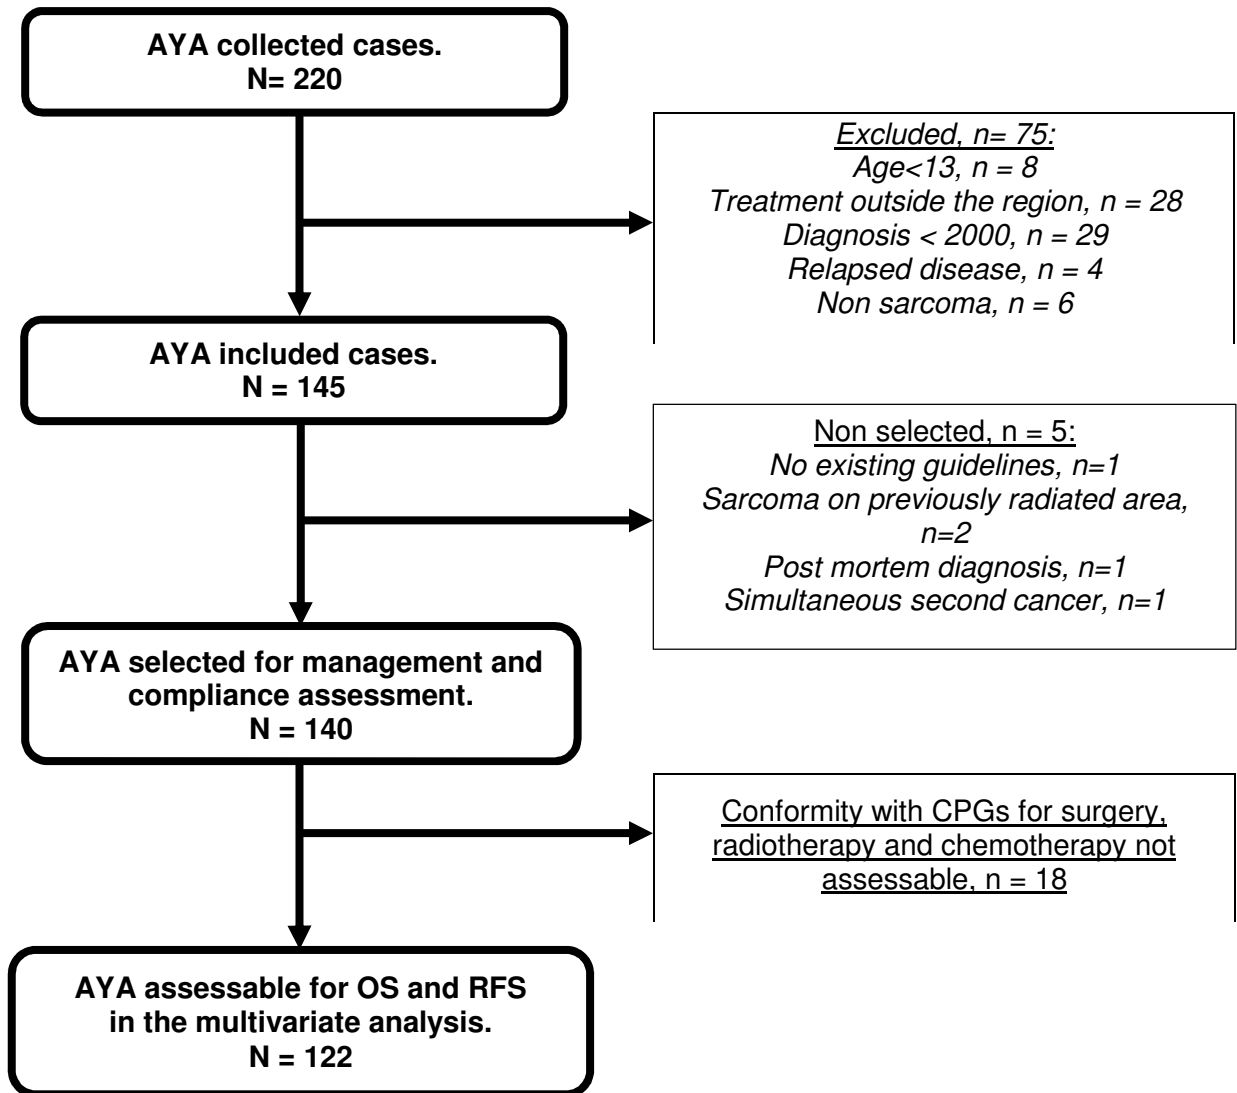 AYA collected cases.
N= 220
Excluded, n= 75:
Age<13, n = 8
Treatment outside the region, n = 28
Diagnosis < 2000, n = 29
Relapsed disease, n = 4
Non sarcoma, n = 6
AYA included cases.
N = 145
Non selected, n = 5:
No existing guidelines, n=1
Sarcoma on previously radiated area,
n=2
Post mortem diagnosis, n=1
Simultaneous second cancer, n=1
AYA selected for management and
compliance assessment.
N = 140
Conformity with CPGs for surgery,
radiotherapy and chemotherapy not
assessable, n = 18
AYA assessable for OS and RFS
in the multivariate analysis.
N = 122